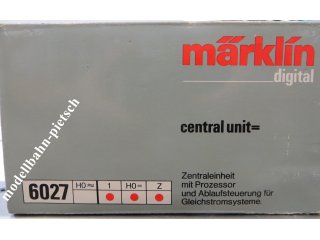 märklin
digital
central unit=
Zentraleinheit
mit Prozessor
und Ablaufsteuerung für
Gleichstromsysteme.
6027
H0≈ 1 H0= Z
modellbahn-pietsch